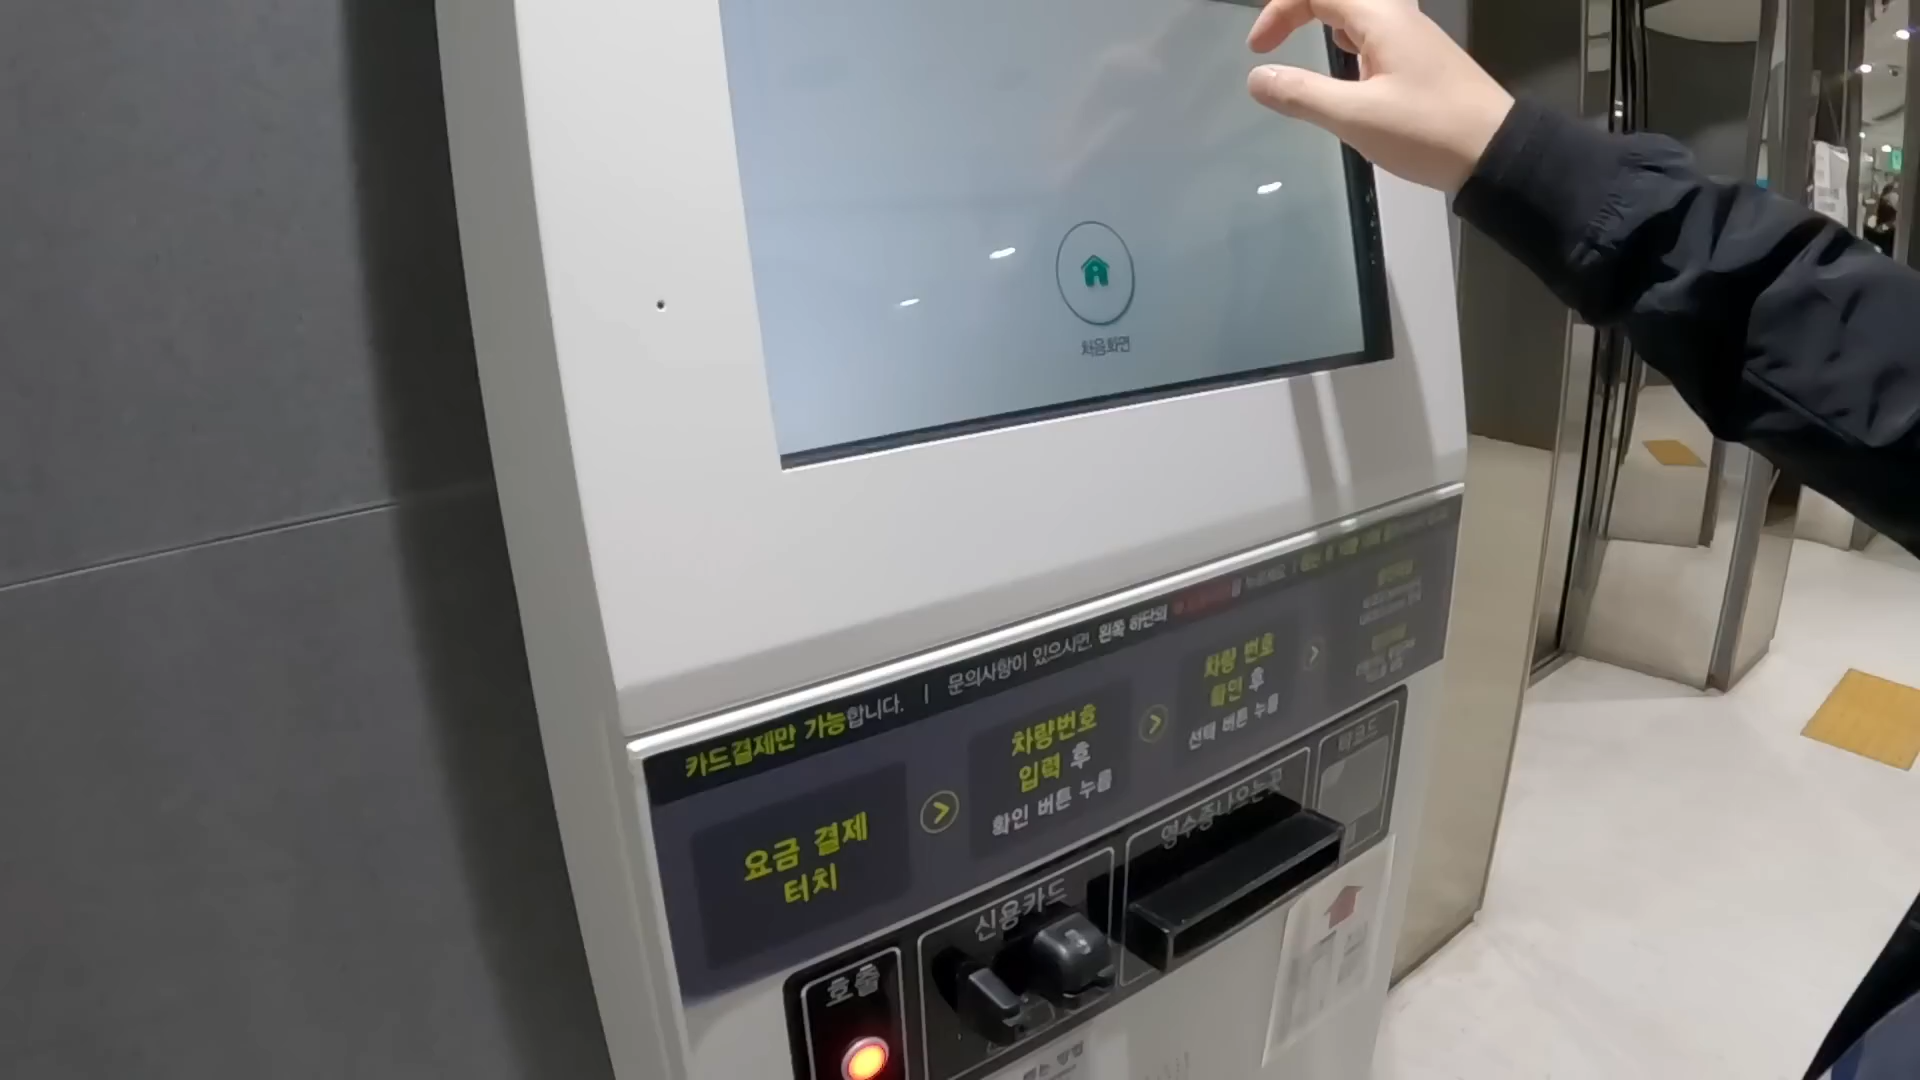 처음화면
카드결제만 가능합니다. | 문의사항이 있으시면, 왼쪽 하단의
요금 결제
터치
차량번호
입력 후
확인 버튼 누름
차량 번호
확인 후
선택 버튼 누름
호출
신용카드
영수증나오는곳
바코드